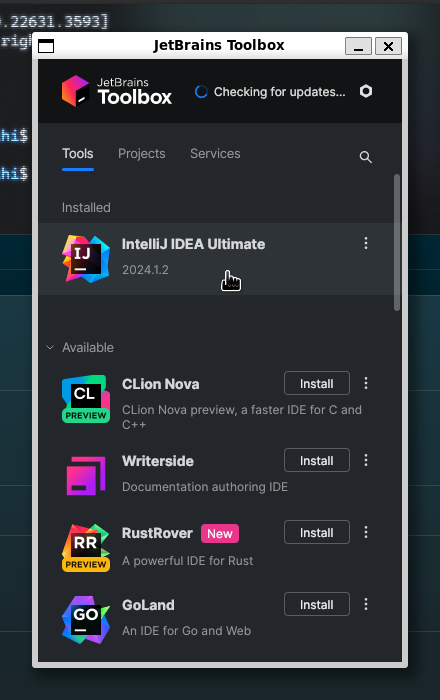 .22631.3593]
righ
hi$
hi$
JetBrains Toolbox
JetBrains
Toolbox
Checking for updates...
Tools
Projects
Services
Installed
IJ
IntelliJ IDEA Ultimate
2024.1.2
Available
CL
PREVIEW
CLion Nova
Install
CLion Nova preview, a faster IDE for C and
C++
Writerside
Install
Documentation authoring IDE
RR
PREVIEW
RustRover
New
Install
A powerful IDE for Rust
GO
GoLand
Install
An IDE for Go and Web